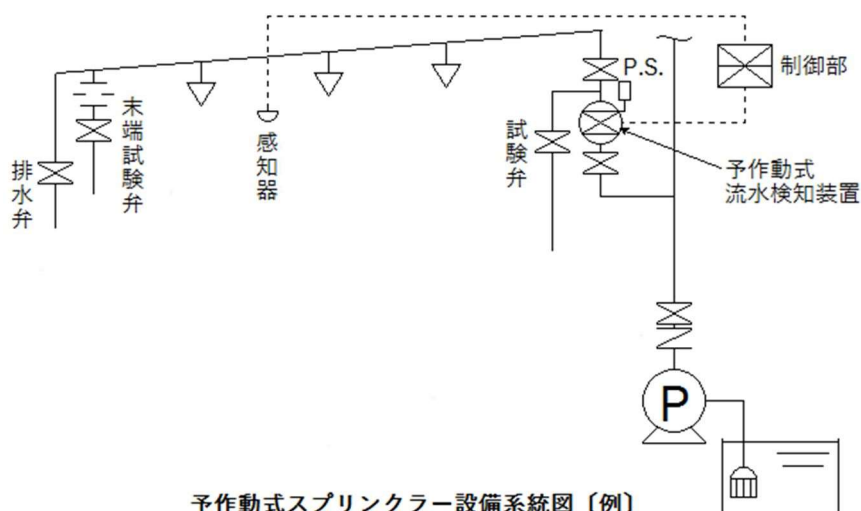 P.S.
制御部
末端試験弁
感知器
試験弁
排水弁
予作動式
流水検知装置
P
予作動式スプリンクラー設備系統図〔例〕